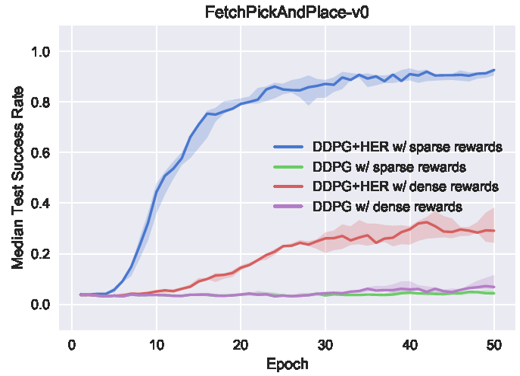 FetchPickAndPlace-v0
Median Test Success Rate
1.0
0.8
0.6
0.4
0.2
0.0
DDPG+HER w/ sparse rewards
DDPG w/ sparse rewards
DDPG+HER w/ dense rewards
DDPG w/ dense rewards
0 10 20 30 40 50
Epoch